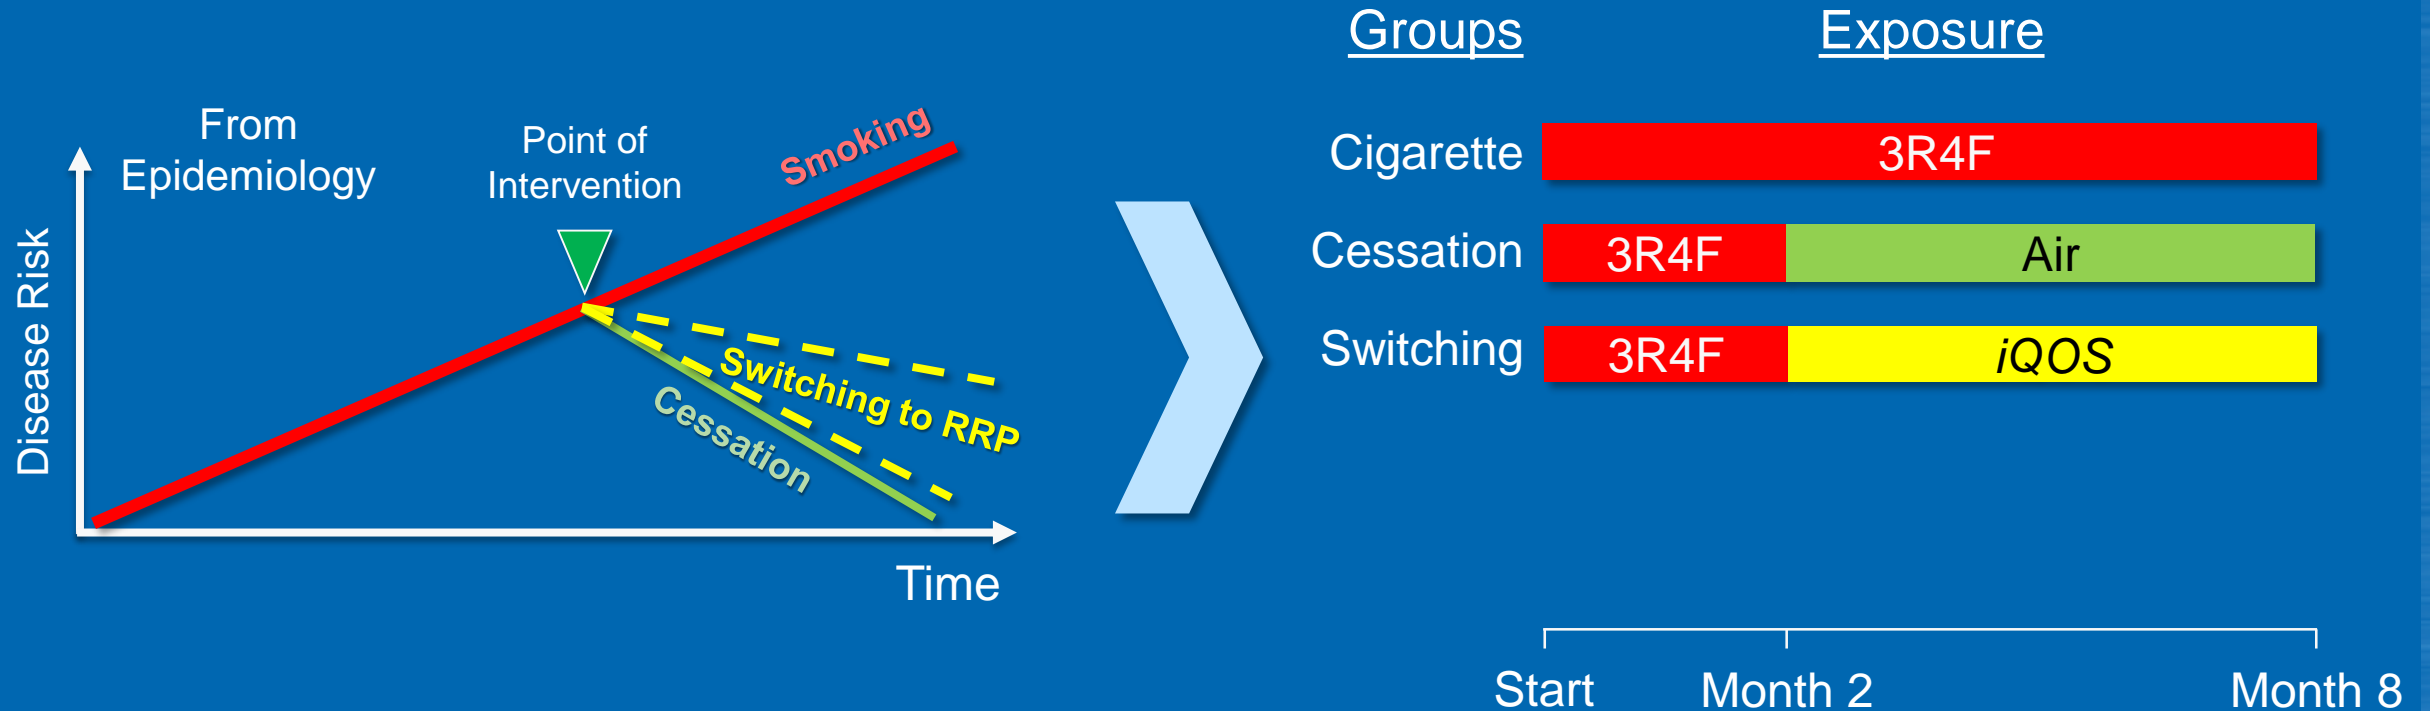 From
Epidemiology
Point of
Intervention
Smoking
Switching to RRP
Cessation
Disease Risk
Time
Groups
Exposure
Cigarette
3R4F
Cessation
3R4F
Air
Switching
3R4F
iQOS
Start
Month 2
Month 8